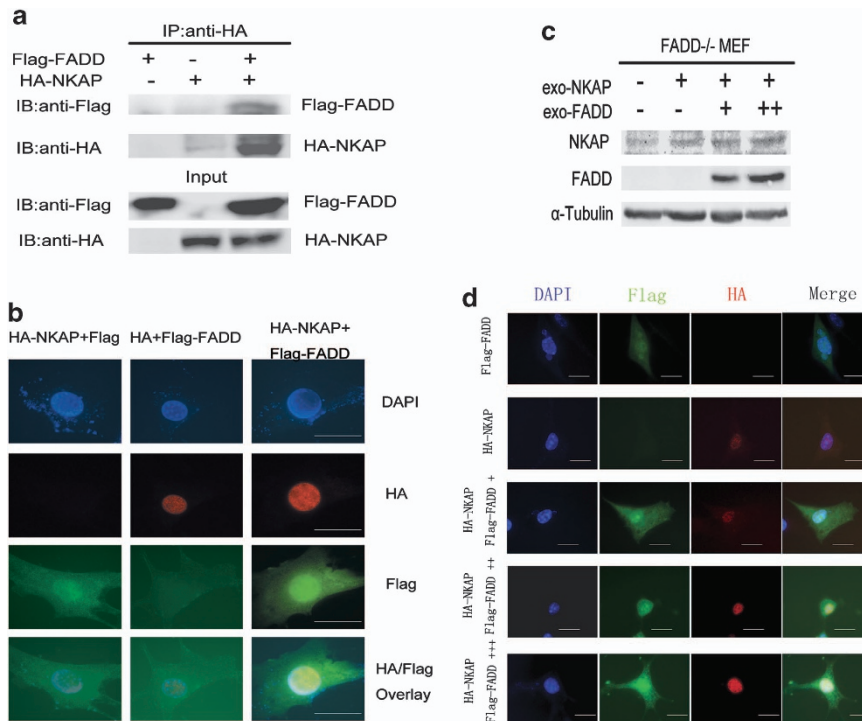 a
IP:anti-HA
Flag-FADD + - +
HA-NKAP - + +
IB:anti-Flag Flag-FADD
IB:anti-HA HA-NKAP
Input
IB:anti-Flag Flag-FADD
IB:anti-HA HA-NKAP
c
FADD-/- MEF
exo-NKAP - + + +
exo-FADD - - + ++
NKAP
FADD
α-Tubulin
b
HA-NKAP+Flag HA+Flag-FADD HA-NKAP+
Flag-FADD
DAPI
HA
Flag
HA/Flag
Overlay
d
DAPI Flag HA Merge
Flag-FADD
HA-NKAP
HA-NKAP
Flag-FADD +
HA-NKAP
Flag-FADD ++
HA-NKAP
Flag-FADD +++